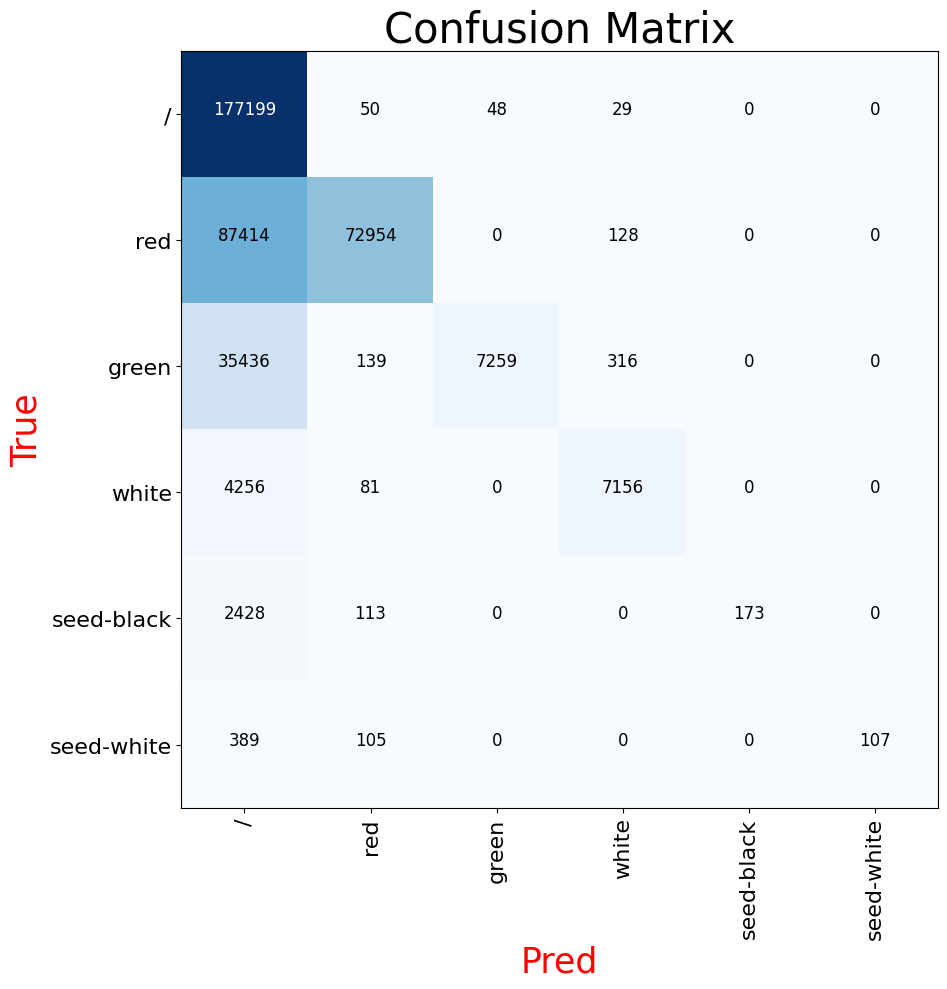 Confusion Matrix
/ 177199 50 48 29 0 0
red 87414 72954 0 128 0 0
green 35436 139 7259 316 0 0
white 4256 81 0 7156 0 0
seed-black 2428 113 0 0 173 0
seed-white 389 105 0 0 0 107
True
/ red green white seed-black seed-white
Pred